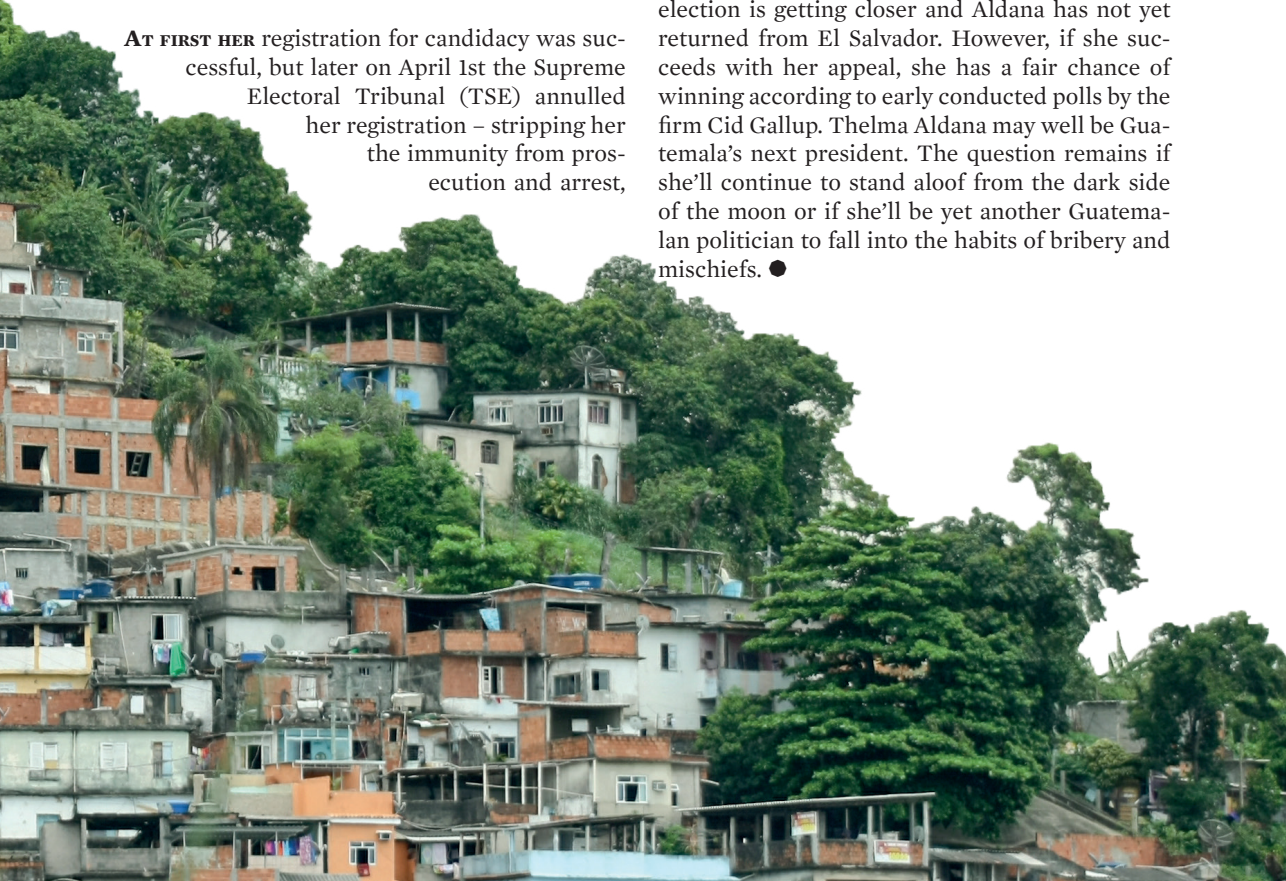 AT FIRST HER registration for candidacy was suc-
cessful, but later on April 1st the Supreme
Electoral Tribunal (TSE) annulled
her registration – stripping her
the immunity from pros-
ecution and arrest,
election is getting closer and Aldana has not yet
returned from El Salvador. However, if she suc-
ceeds with her appeal, she has a fair chance of
winning according to early conducted polls by the
firm Cid Gallup. Thelma Aldana may well be Gua-
temala’s next president. The question remains if
she’ll continue to stand aloof from the dark side
of the moon or if she’ll be yet another Guatema-
lan politician to fall into the habits of bribery and
mischiefs. ●